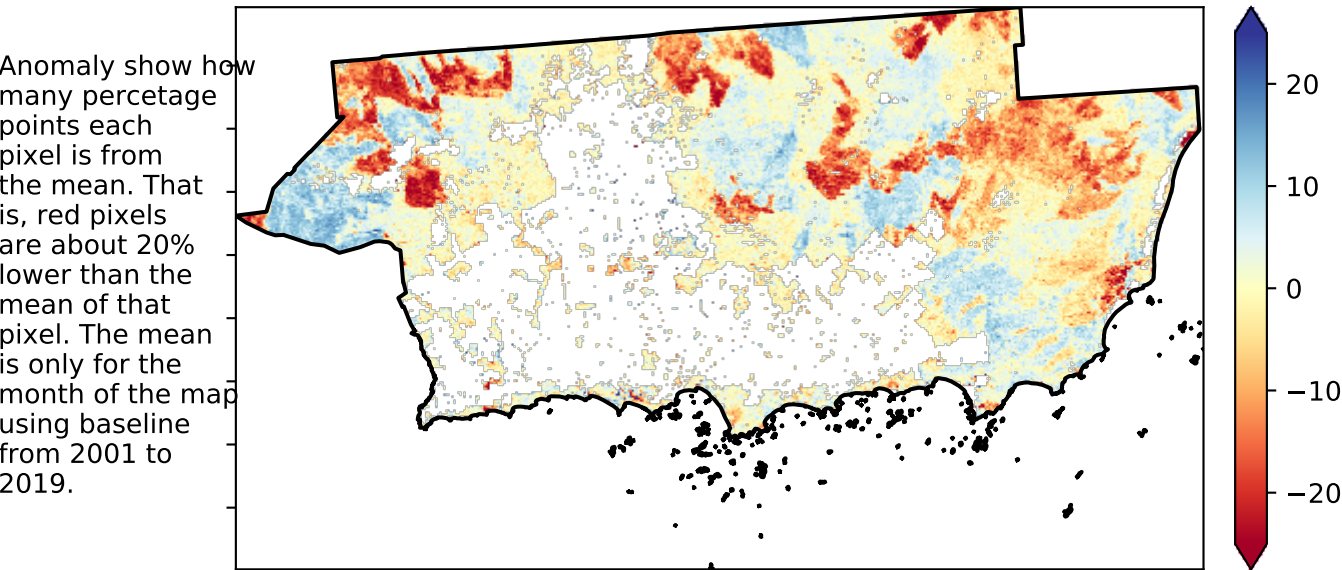 Anomaly show how
many percetage
points each
pixel is from
the mean. That
is, red pixels
are about 20%
lower than the
mean of that
pixel. The mean
is only for the
month of the map
using baseline
from 2001 to
2019.
20
10
0
−10
−20